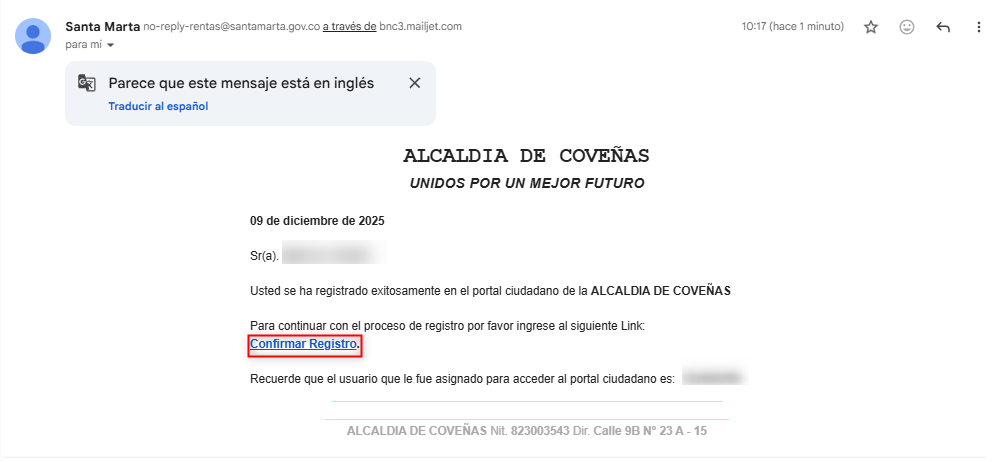 Santa Marta no-reply-rentas@santamarta.gov.co a través de bnc3.mailjet.com 10:17 (hace 1 minuto)
para mí
Parece que este mensaje está en inglés
Traducir al español
ALCALDIA DE COVEÑAS
UNIDOS POR UN MEJOR FUTURO
09 de diciembre de 2025
Sr(a).
Usted se ha registrado exitosamente en el portal ciudadano de la ALCALDIA DE COVEÑAS
Para continuar con el proceso de registro por favor ingrese al siguiente Link:
Confirmar Registro.
Recuerde que el usuario que le fue asignado para acceder al portal ciudadano es:
ALCALDIA DE COVEÑAS Nit. 823003543 Dir. Calle 9B N° 23 A - 15